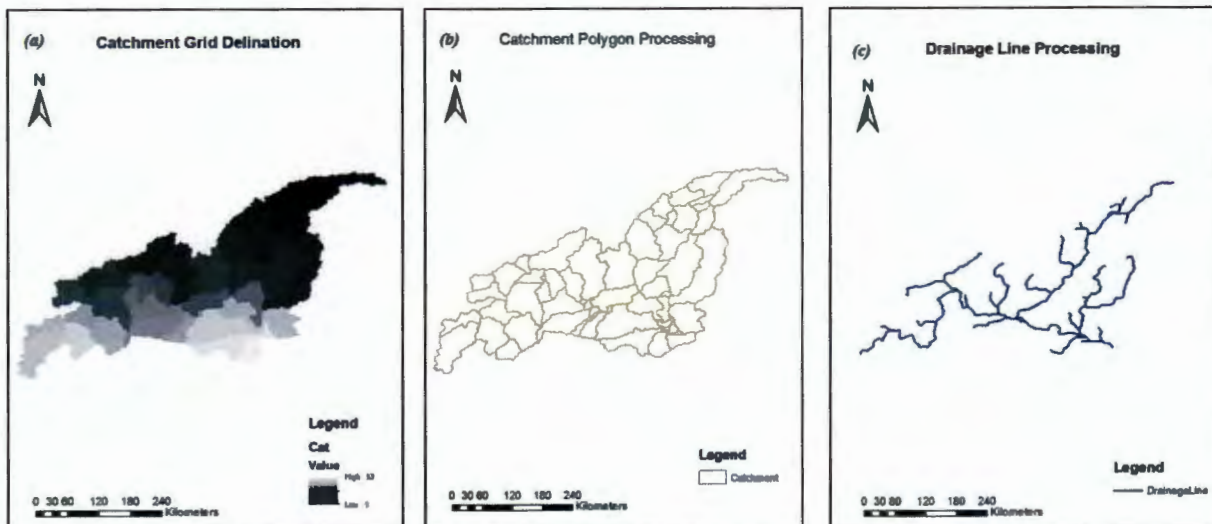 (a) Catchment Grid Delination
N
Legend
Cat
Value
High
Low
0 30 60 120 180 240
Kilometers
(b) Catchment Polygon Processing
N
Legend
Catchment
0 30 60 120 180 240
Kilometers
(c) Drainage Line Processing
N
Legend
DrainageLine
0 30 80 120 180 240
Kilometers